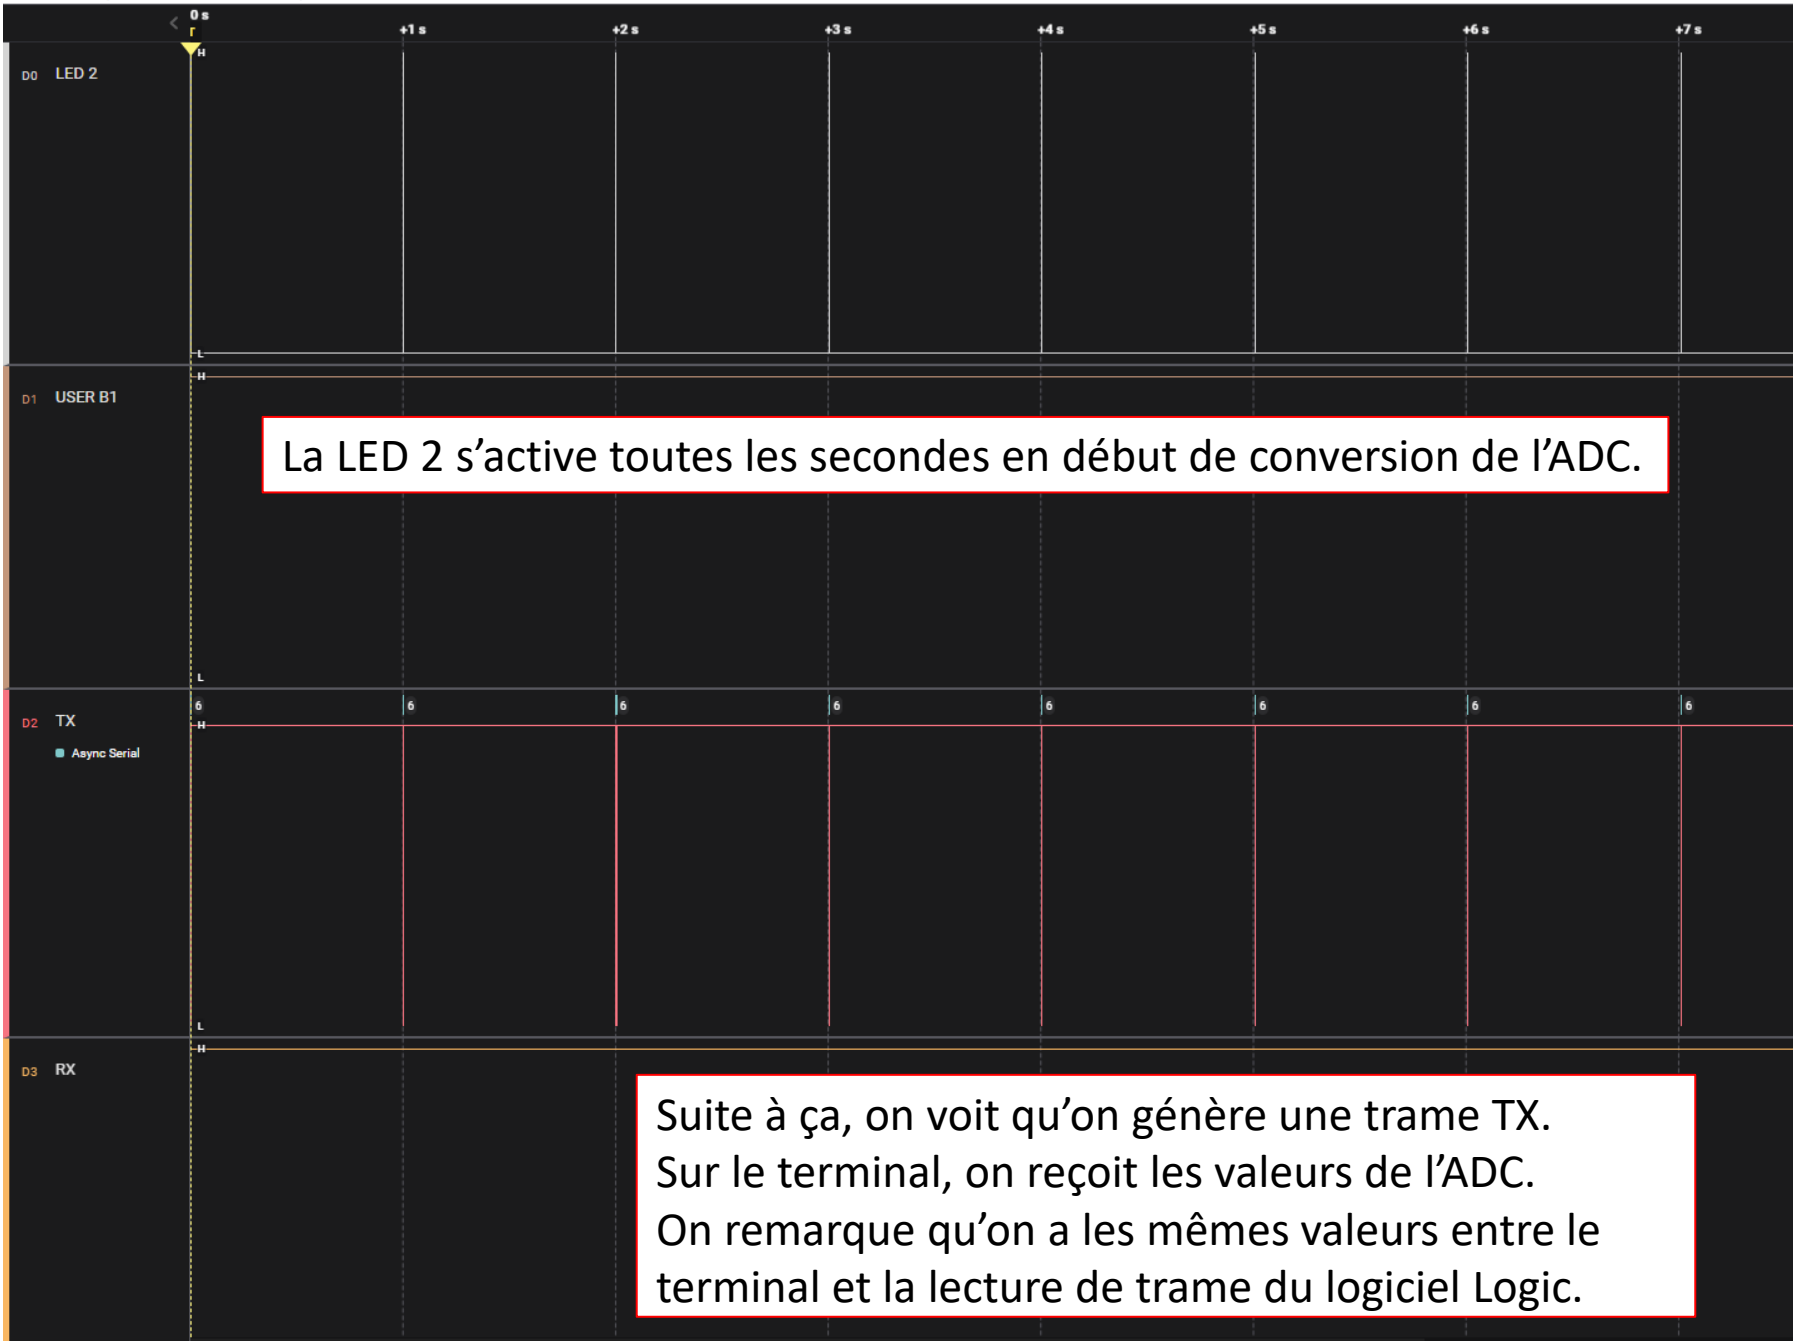 0 s
r
+1 s
+2 s
+3 s
+4 s
+5 s
+6 s
+7 s
H
D0 LED 2
L
H
D1 USER B1
La LED 2 s’active toutes les secondes en début de conversion de l’ADC.
L
6 6 6 6 6 6 6 6
H
D2 TX
Async Serial
L
H
D3 RX
Suite à ça, on voit qu’on génère une trame TX.
Sur le terminal, on reçoit les valeurs de l’ADC.
On remarque qu’on a les mêmes valeurs entre le
terminal et la lecture de trame du logiciel Logic.